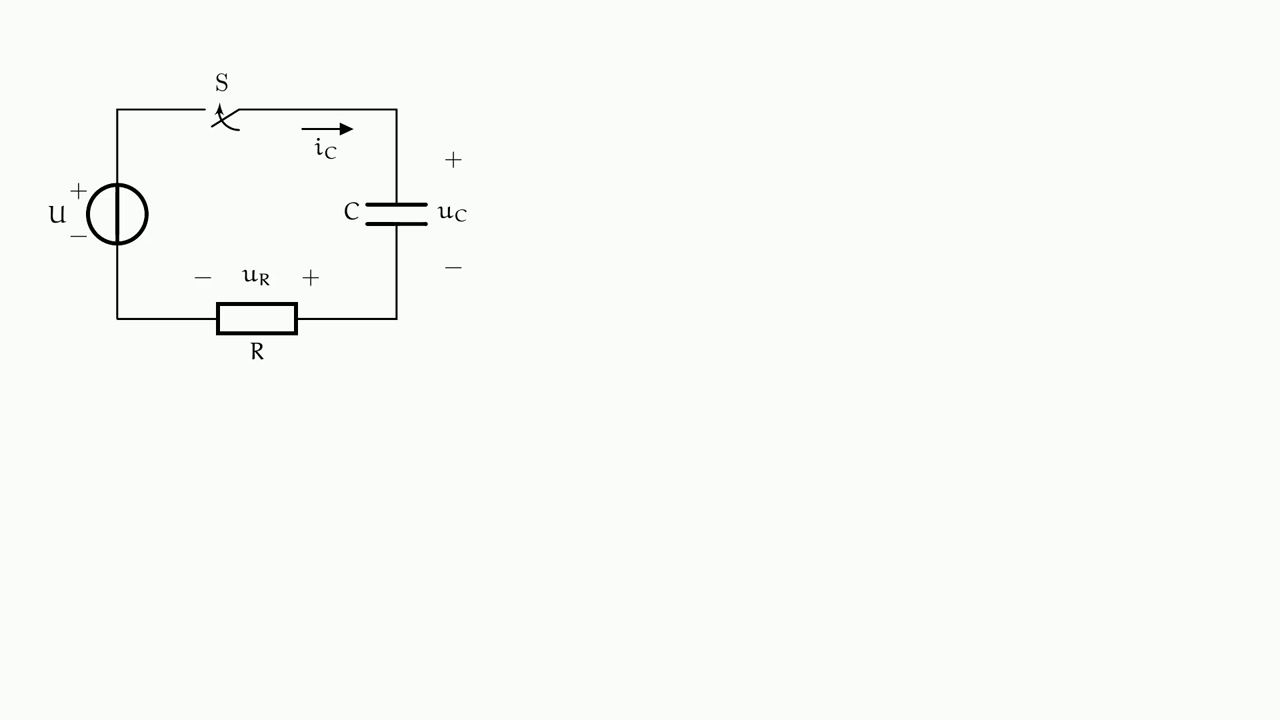 S
i_C
+
+ C u_C
U
−
− u_R + −
R